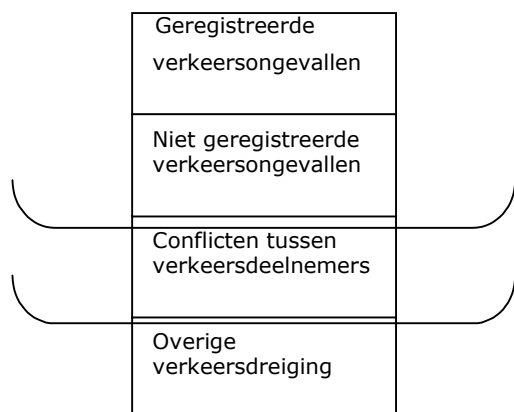 Geregistreerde
verkeersongevallen
Niet geregistreerde
verkeersongevallen
Conflicten tussen
verkeersdeelnemers
Overige
verkeersdreiging